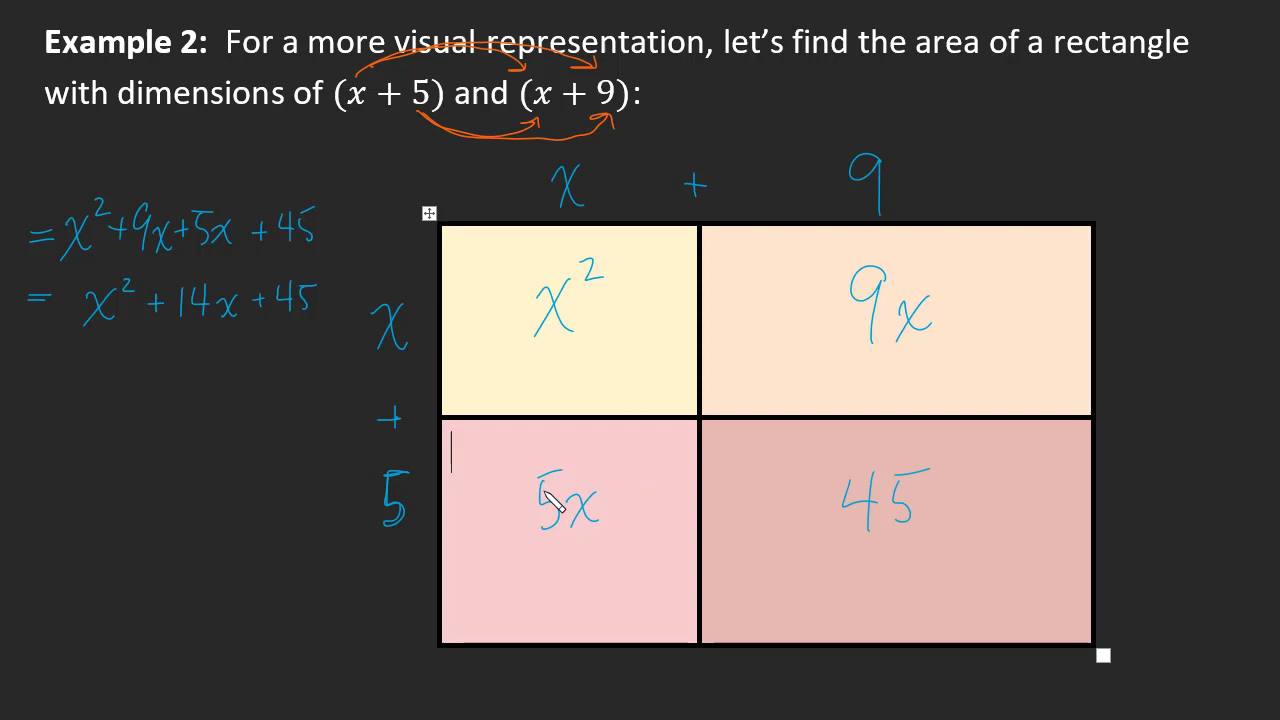 Example 2: For a more visual representation, let's find the area of a rectangle
with dimensions of (x + 5) and (x + 9):
x + 9
= x² + 9x + 5x + 45
= x² + 14x + 45
x
+
5
x² 9x
5x 45